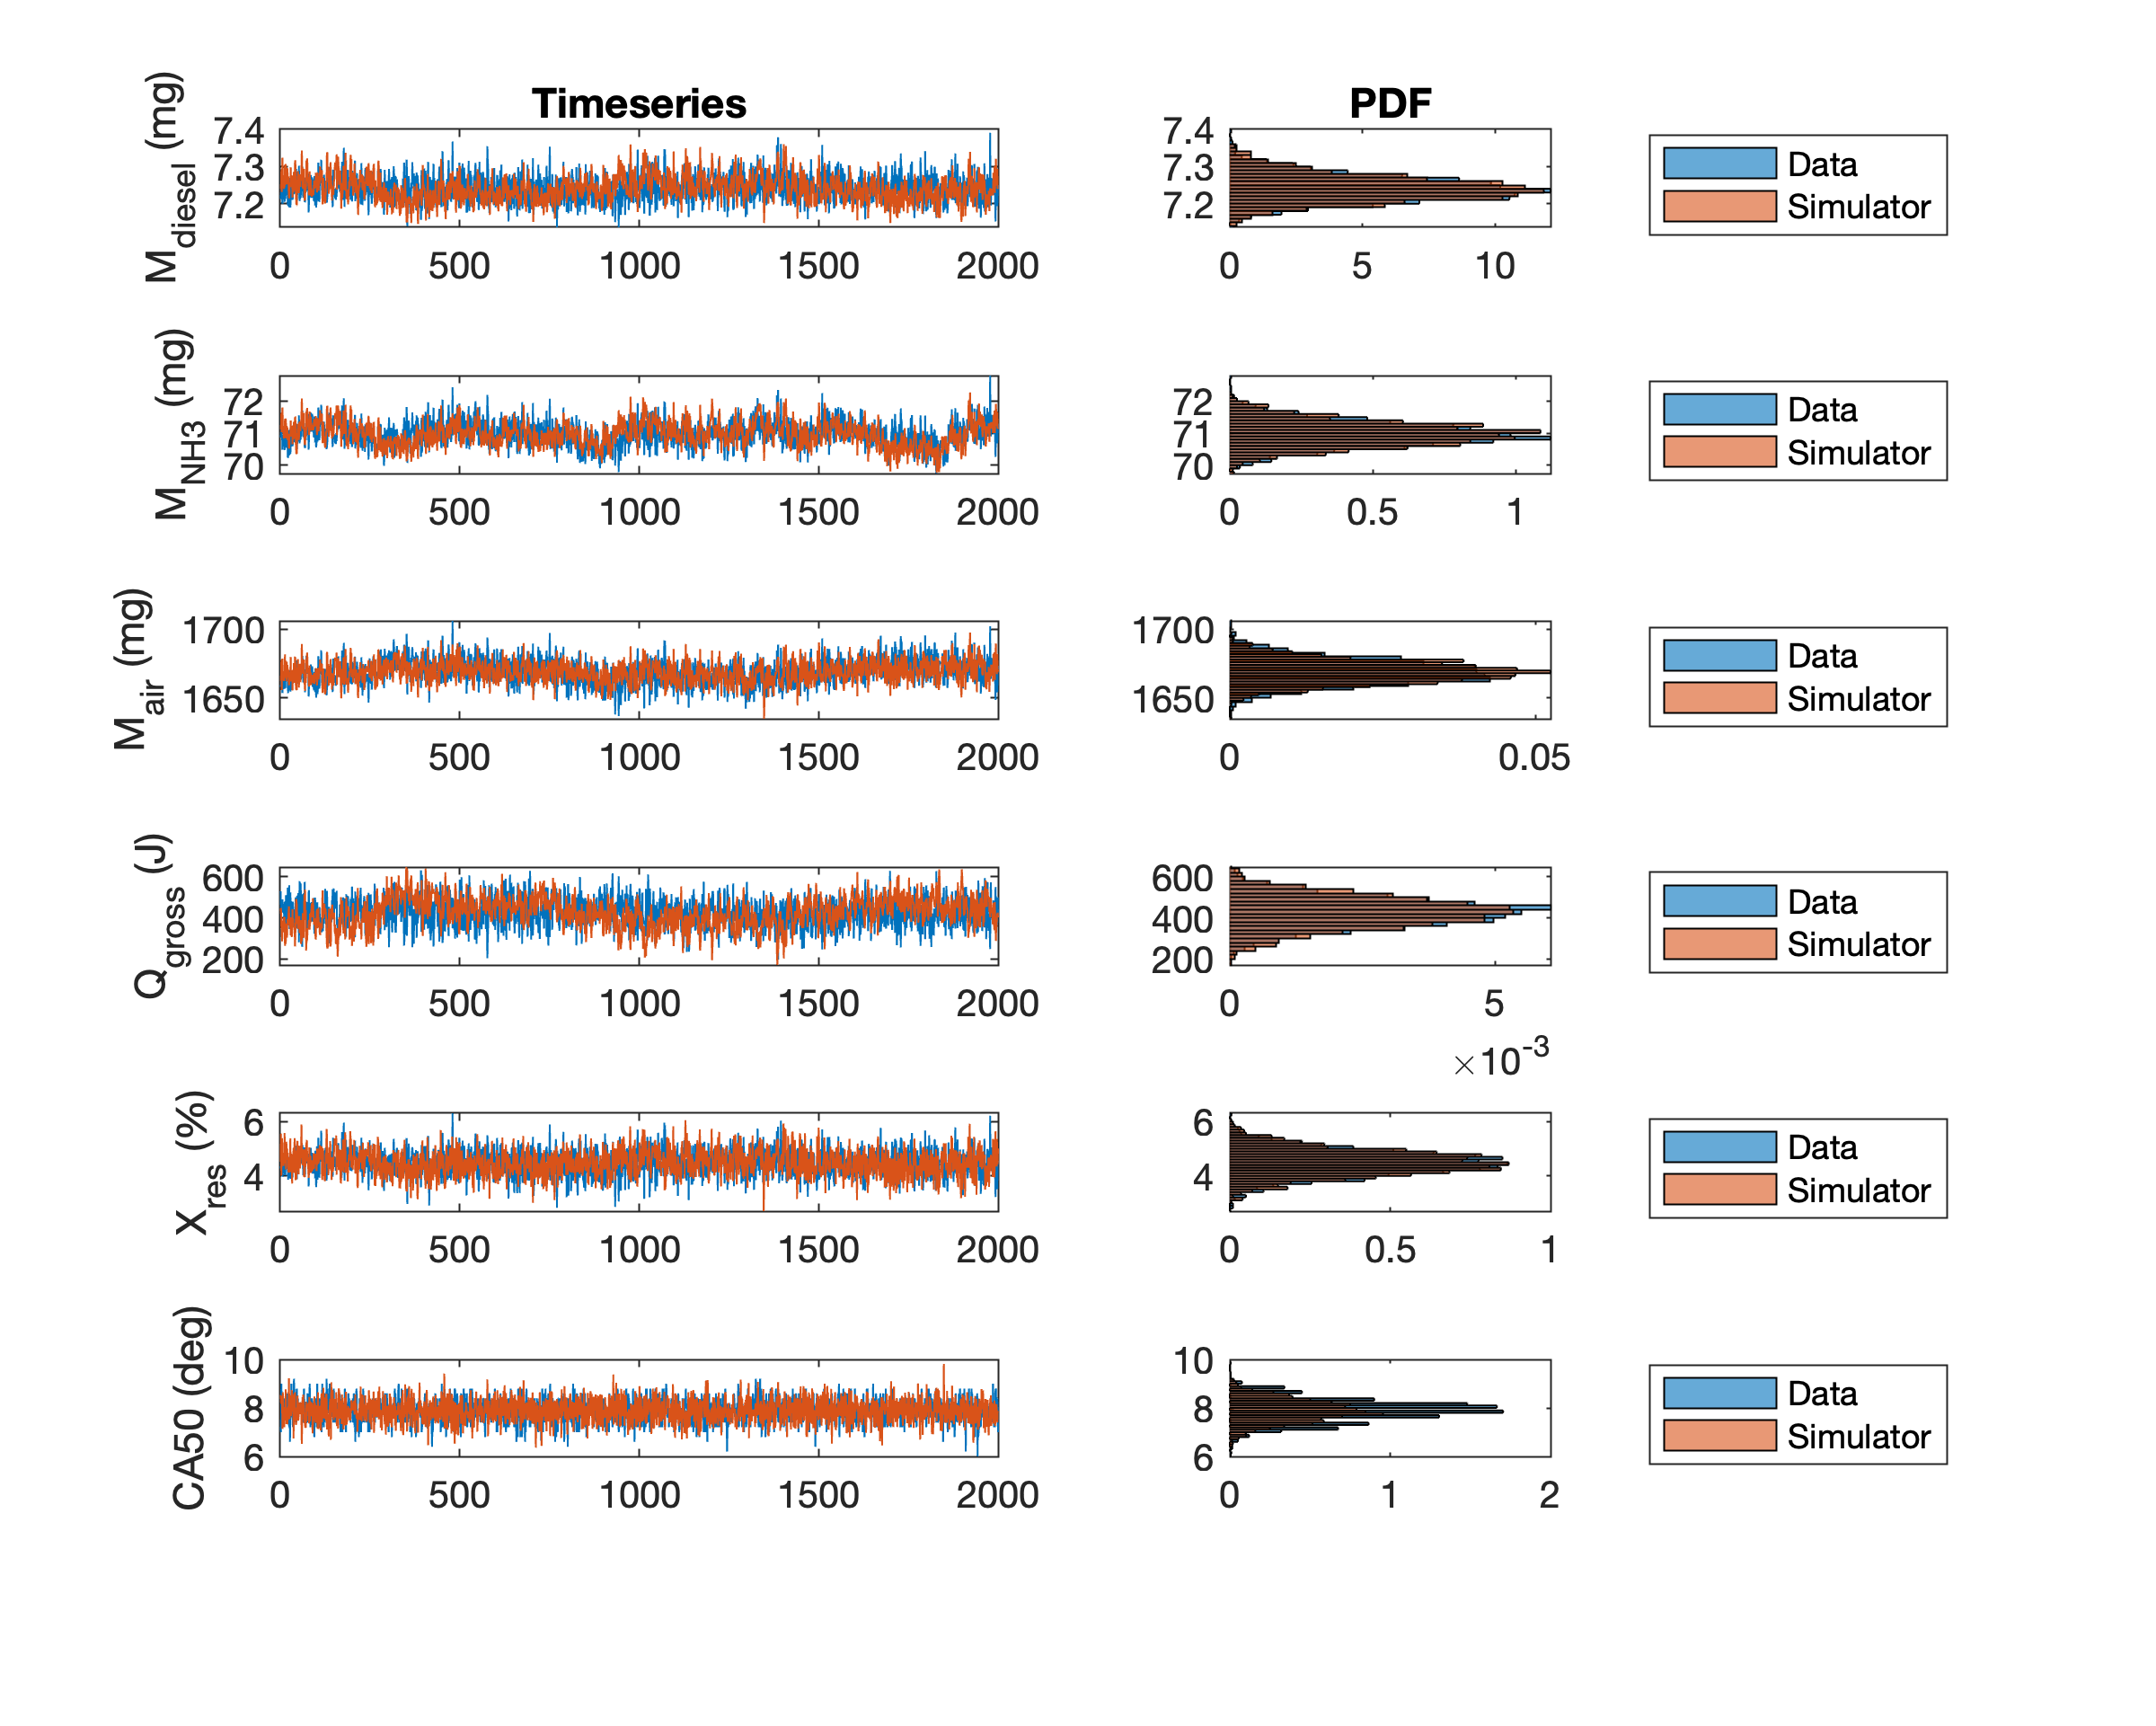 Timeseries
PDF
M_diesel (mg)
7.4
7.3
7.2
0 500 1000 1500 2000
7.4
7.3
7.2
0 5 10
Data
Simulator
M_NH3 (mg)
72
71
70
0 500 1000 1500 2000
72
71
70
0 0.5 1
Data
Simulator
M_air (mg)
1700
1650
0 500 1000 1500 2000
1700
1650
0 0.05
Data
Simulator
Q_gross (J)
600
400
200
0 500 1000 1500 2000
600
400
200
0 5
×10^-3
Data
Simulator
X_res (%)
6
4
0 500 1000 1500 2000
6
4
0 0.5 1
Data
Simulator
CA50 (deg)
10
8
6
0 500 1000 1500 2000
10
8
6
0 1 2
Data
Simulator